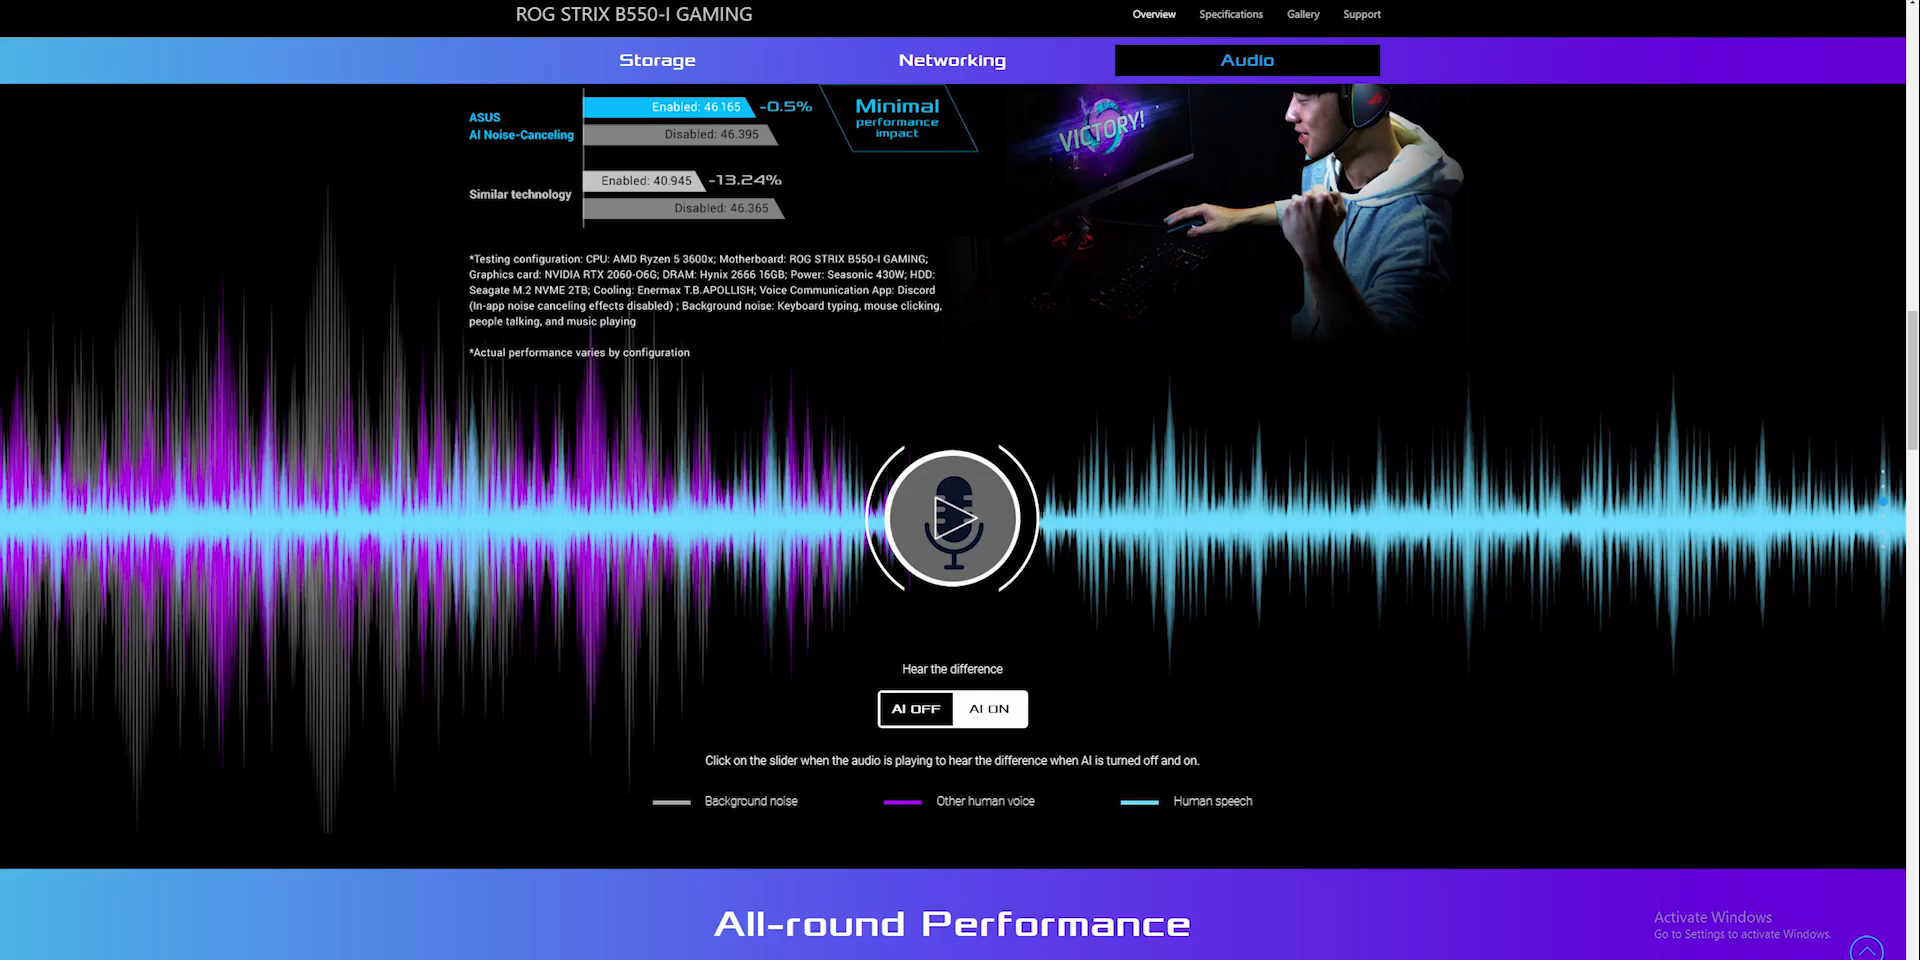 ROG STRIX B550-I GAMING
Overview
Specifications
Gallery
Support
Storage
Networking
Audio
ASUS
AI Noise-Canceling
Enabled: 46.165
-0.5%
Disabled: 46.395
Minimal
performance
impact
Similar technology
Enabled: 40.945
-13.24%
Disabled: 46.365
VICTORY!
*Testing configuration: CPU: AMD Ryzen 5 3600x; Motherboard: ROG STRIX B550-I GAMING;
Graphics card: NVIDIA RTX 2060-O6G; DRAM: Hynix 2666 16GB; Power: Seasonic 430W; HDD:
Seagate M.2 NVME 2TB; Cooling: Enermax T.B.APOLLISH; Voice Communication App: Discord
(In-app noise canceling effects disabled) ; Background noise: Keyboard typing, mouse clicking,
people talking, and music playing
*Actual performance varies by configuration
Hear the difference
AI OFF
AI ON
Click on the slider when the audio is playing to hear the difference when AI is turned off and on.
Background noise
Other human voice
Human speech
All-round Performance
Activate Windows
Go to Settings to activate Windows.